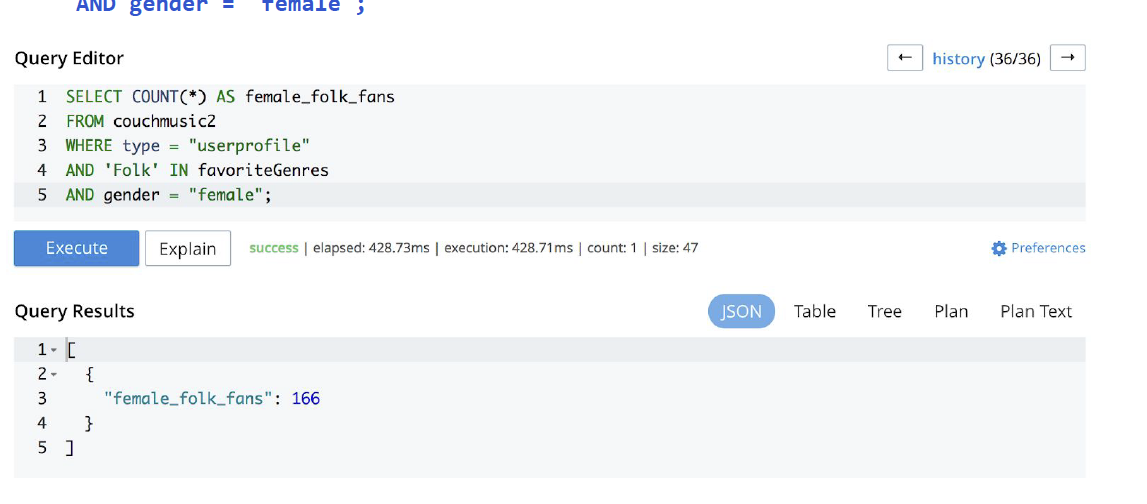 AND gender = 'female';
Query Editor
← history (36/36) →
1 SELECT COUNT(*) AS female_folk_fans
2 FROM couchmusic2
3 WHERE type = "userprofile"
4 AND 'Folk' IN favoriteGenres
5 AND gender = "female";
Execute Explain success | elapsed: 428.73ms | execution: 428.71ms | count: 1 | size: 47 Preferences
Query Results JSON Table Tree Plan Plan Text
1 [
2 {
3 "female_folk_fans": 166
4 }
5 ]